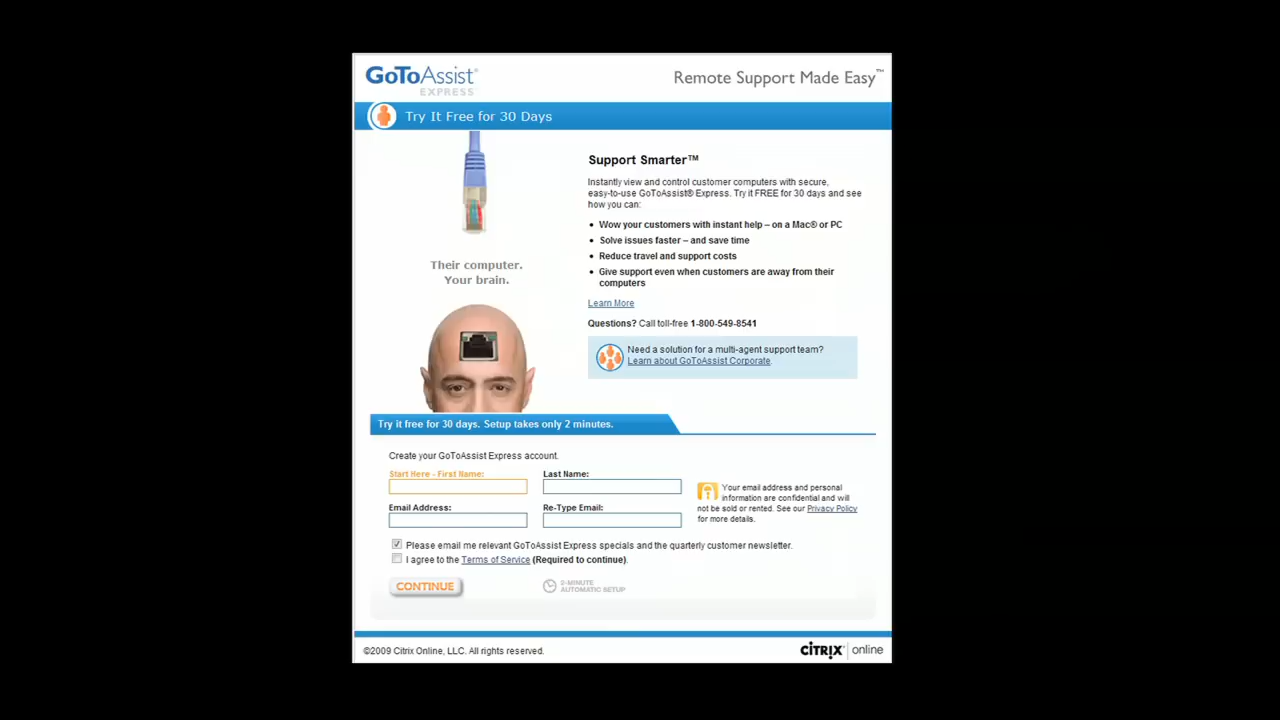 GoToAssist®
EXPRESS
Remote Support Made Easy™
Try It Free for 30 Days
Support Smarter™
Instantly view and control customer computers with secure,
easy-to-use GoToAssist® Express. Try it FREE for 30 days and see
how you can:
• Wow your customers with instant help – on a Mac® or PC
• Solve issues faster – and save time
• Reduce travel and support costs
• Give support even when customers are away from their
computers
Their computer.
Your brain.
Learn More
Questions? Call toll-free 1-800-549-8541
Need a solution for a multi-agent support team?
Learn about GoToAssist Corporate.
Try it free for 30 days. Setup takes only 2 minutes.
Create your GoToAssist Express account.
Start Here - First Name:
Last Name:
Email Address:
Re-Type Email:
Your email address and personal
information are confidential and will
not be sold or rented. See our Privacy Policy
for more details.
Please email me relevant GoToAssist Express specials and the quarterly customer newsletter.
I agree to the Terms of Service (Required to continue).
CONTINUE
2-MINUTE
AUTOMATIC SETUP
©2009 Citrix Online, LLC. All rights reserved.
CITRIX online